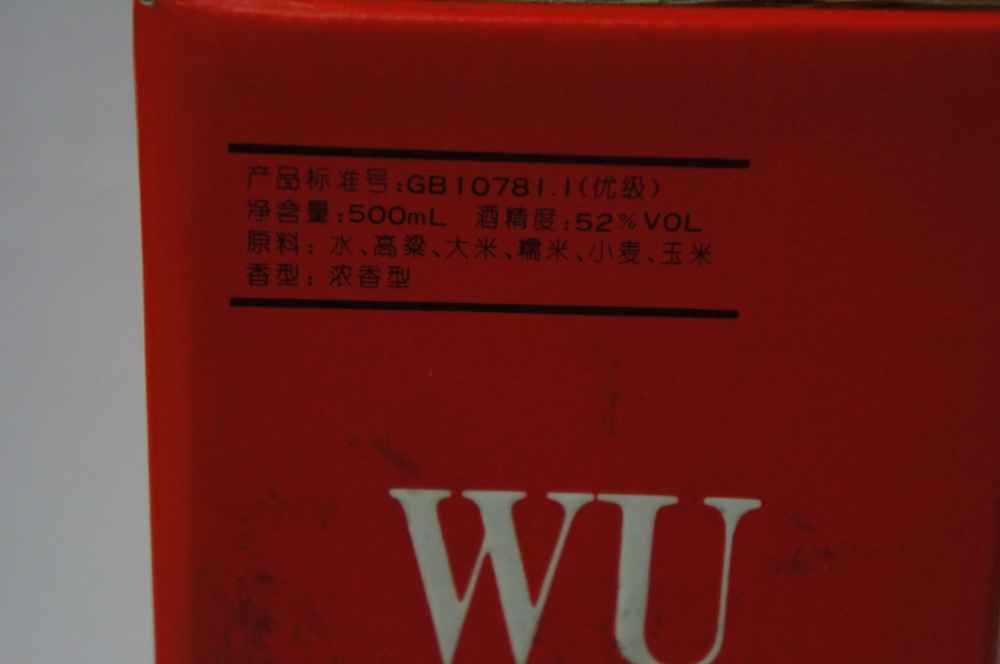 产品标准号:GB10781.1(优级)
净含量:500mL 酒精度:52%VOL
原料: 水、高粱、大米、糯米、小麦、玉米
香型: 浓香型
WU